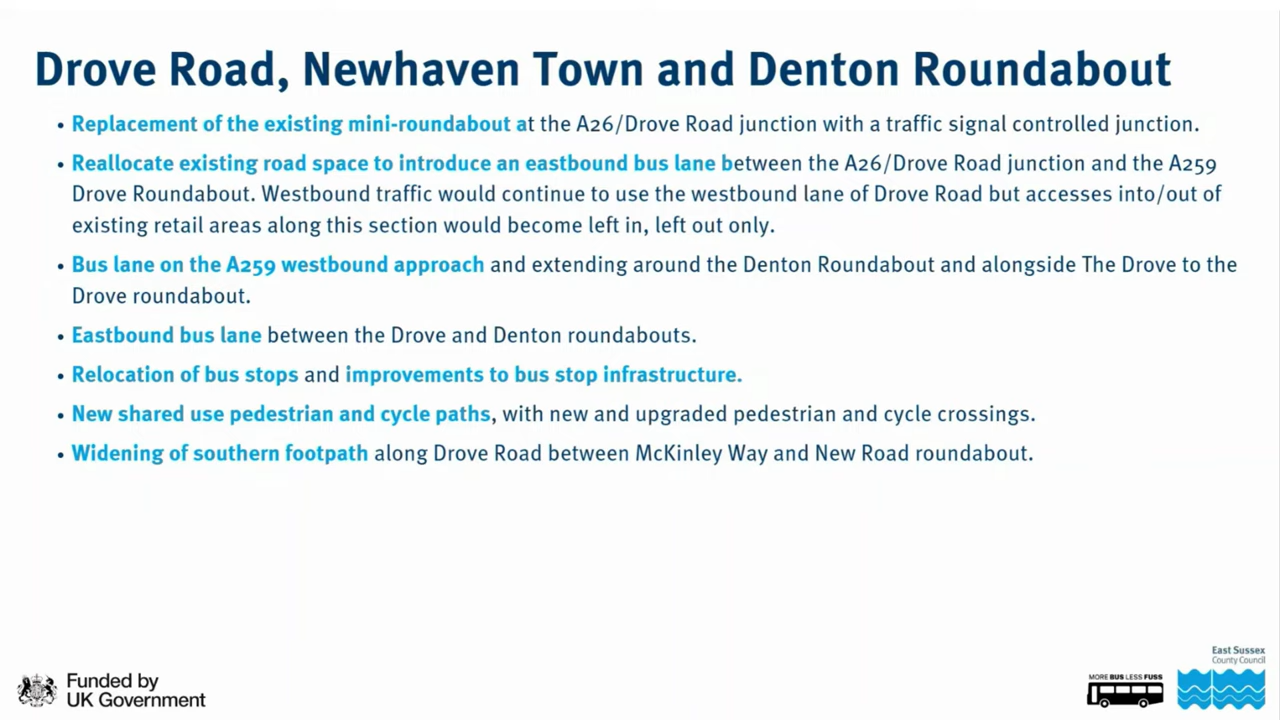 Drove Road, Newhaven Town and Denton Roundabout
• Replacement of the existing mini-roundabout at the A26/Drove Road junction with a traffic signal controlled junction.
• Reallocate existing road space to introduce an eastbound bus lane between the A26/Drove Road junction and the A259
Drove Roundabout. Westbound traffic would continue to use the westbound lane of Drove Road but accesses into/out of
existing retail areas along this section would become left in, left out only.
• Bus lane on the A259 westbound approach and extending around the Denton Roundabout and alongside The Drove to the
Drove roundabout.
• Eastbound bus lane between the Drove and Denton roundabouts.
• Relocation of bus stops and improvements to bus stop infrastructure.
• New shared use pedestrian and cycle paths, with new and upgraded pedestrian and cycle crossings.
• Widening of southern footpath along Drove Road between McKinley Way and New Road roundabout.
Funded by
UK Government
MORE BUS LESS FUSS
East Sussex
County Council